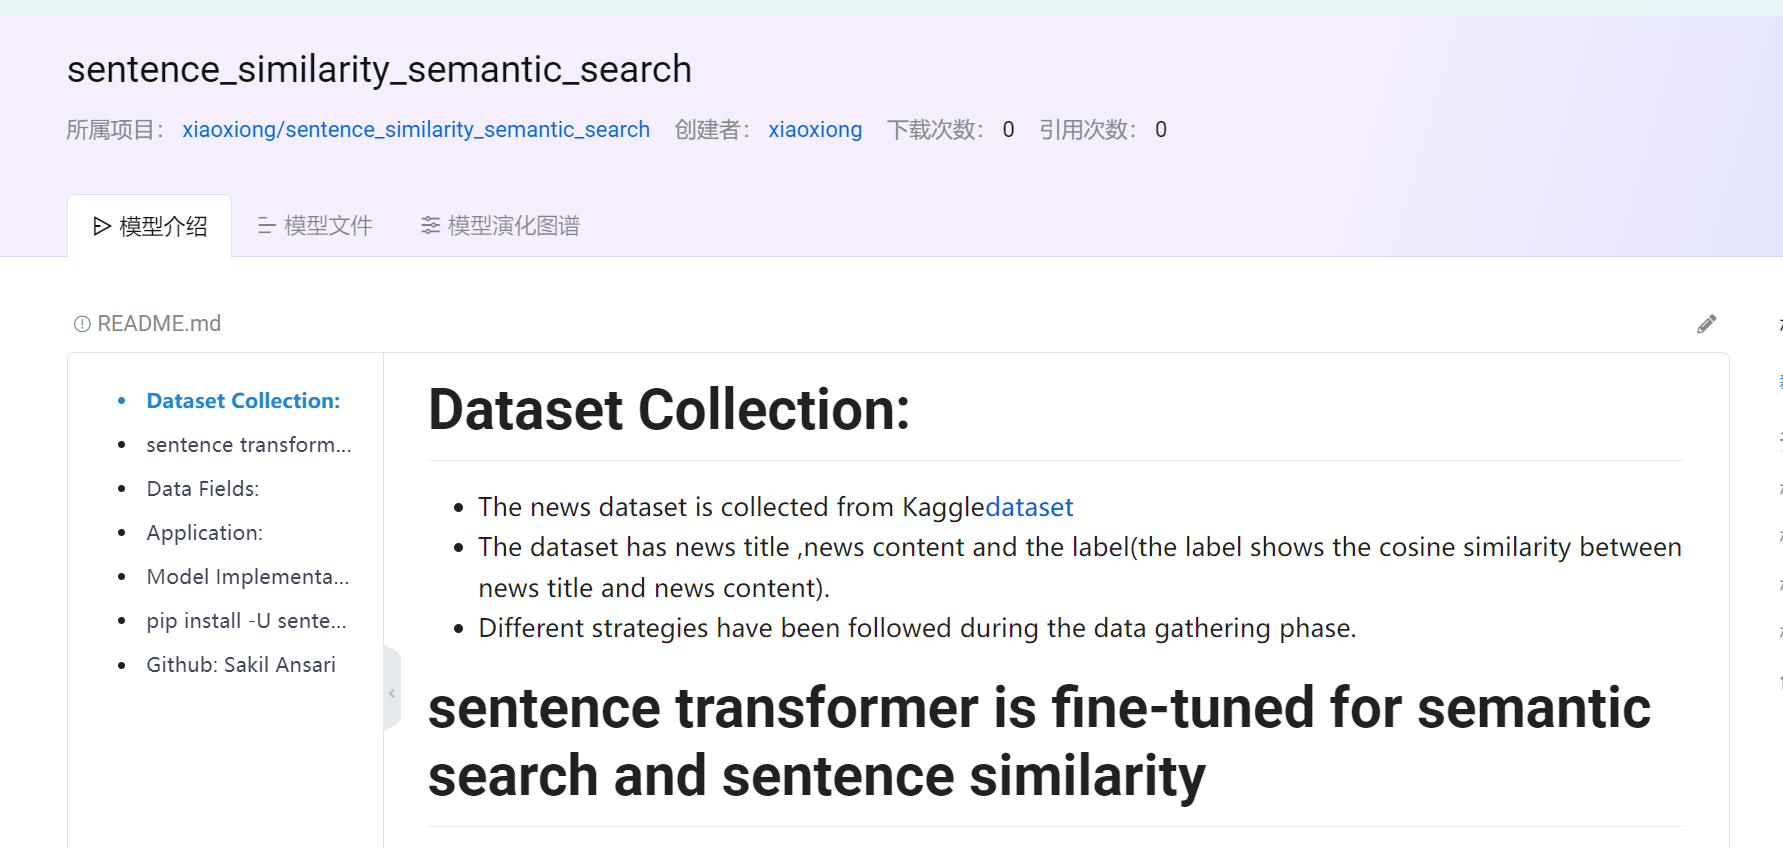 sentence_similarity_semantic_search
所属项目： xiaoxiong/sentence_similarity_semantic_search 创建者： xiaoxiong 下载次数： 0 引用次数： 0
模型介绍 模型文件 模型演化图谱
README.md
Dataset Collection:
sentence transform...
Data Fields:
Application:
Model Implementa...
pip install -U sente...
Github: Sakil Ansari
Dataset Collection:
The news dataset is collected from Kaggledataset
The dataset has news title ,news content and the label(the label shows the cosine similarity between
news title and news content).
Different strategies have been followed during the data gathering phase.
sentence transformer is fine-tuned for semantic
search and sentence similarity